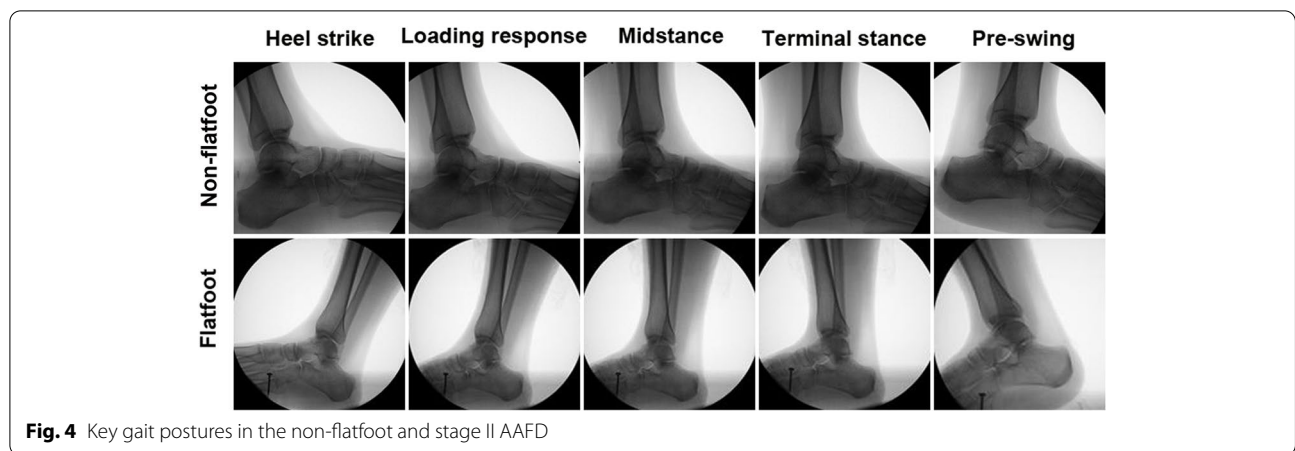 Heel strike Loading response Midstance Terminal stance Pre-swing
Non-flatfoot
Flatfoot
Fig. 4 Key gait postures in the non-flatfoot and stage II AAFD